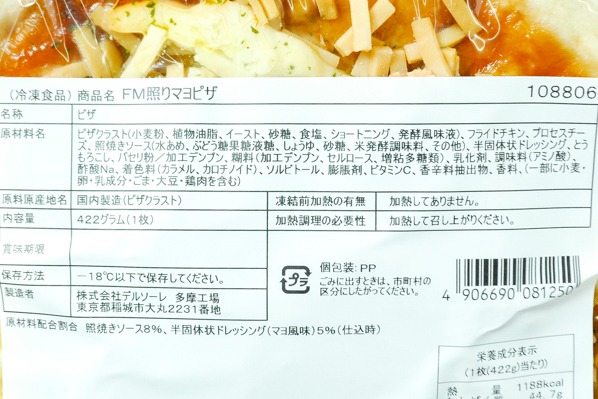 (冷凍食品) 商品名 FM照りマヨピザ 108806
名称 ピザ
原材料名 ピザクラスト(小麦粉、植物油脂、イースト、砂糖、食塩、ショートニング、発酵風味液)、フライドチキン、プロセスチー
ズ、照焼きソース(水あめ、ぶどう糖果糖液糖、しょうゆ、砂糖、米発酵調味料、その他)、半固体状ドレッシング、とう
もろこし、パセリ粉/加工デンプン、糊料(加工デンプン、セルロース、増粘多糖類)、乳化剤、調味料(アミノ酸)、
酢酸Na、着色料(カラメル、カロチノイド)、ソルビトール、膨脹剤、ビタミンC、香辛料抽出物、香料、(一部に小麦・
卵・乳成分・ごま・大豆・鶏肉を含む)
原料原産地名 国内製造(ピザクラスト) 凍結前加熱の有無 加熱してありません。
内容量 422グラム(1枚) 加熱調理の必要性 加熱して召し上がりください。
賞味期限
保存方法 －18℃以下で保存してください。
製造者 株式会社デルソーレ 多摩工場
東京都稲城市大丸2231番地
プラ
個包装:PP
ごみに出すときは、市町村の
区分にしたがってください。
4 906690 081250
原材料配合割合 照焼きソース8%、半固体状ドレッシング(マヨ風味)5%(仕込時)
栄養成分表示
(1枚(422g)当たり)
熱 量 1188kcal
44.7g